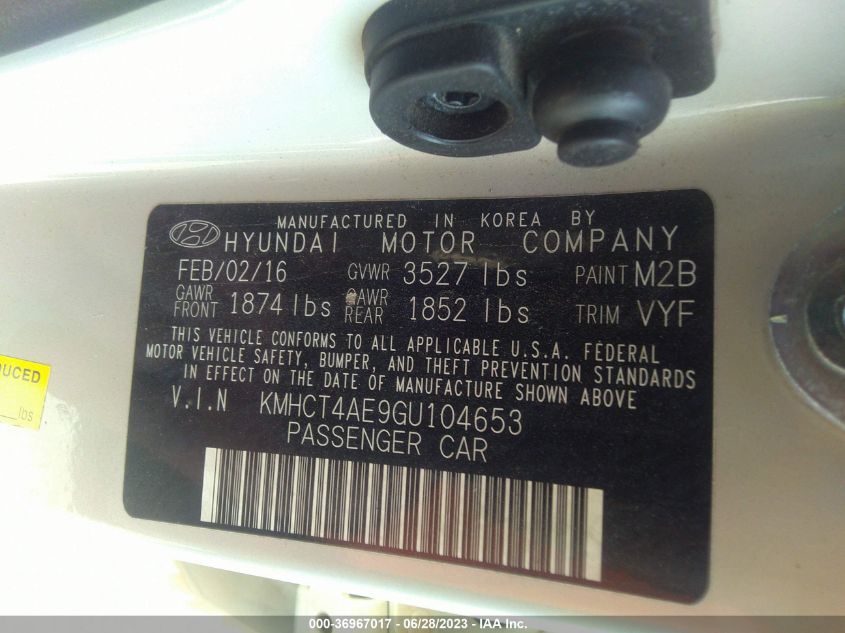 MANUFACTURED IN KOREA BY
HYUNDAI MOTOR COMPANY
FEB/02/16 GVWR 3527 lbs PAINT M2B
GAWR FRONT 1874 lbs GAWR REAR 1852 lbs TRIM VYF
THIS VEHICLE CONFORMS TO ALL APPLICABLE U.S.A. FEDERAL
MOTOR VEHICLE SAFETY, BUMPER, AND THEFT PREVENTION STANDARDS
IN EFFECT ON THE DATE OF MANUFACTURE SHOWN ABOVE
V.I.N KMHCT4AE9GU104653
PASSENGER CAR
UCED
lbs
000-36967017 - 06/28/2023 - IAA Inc.